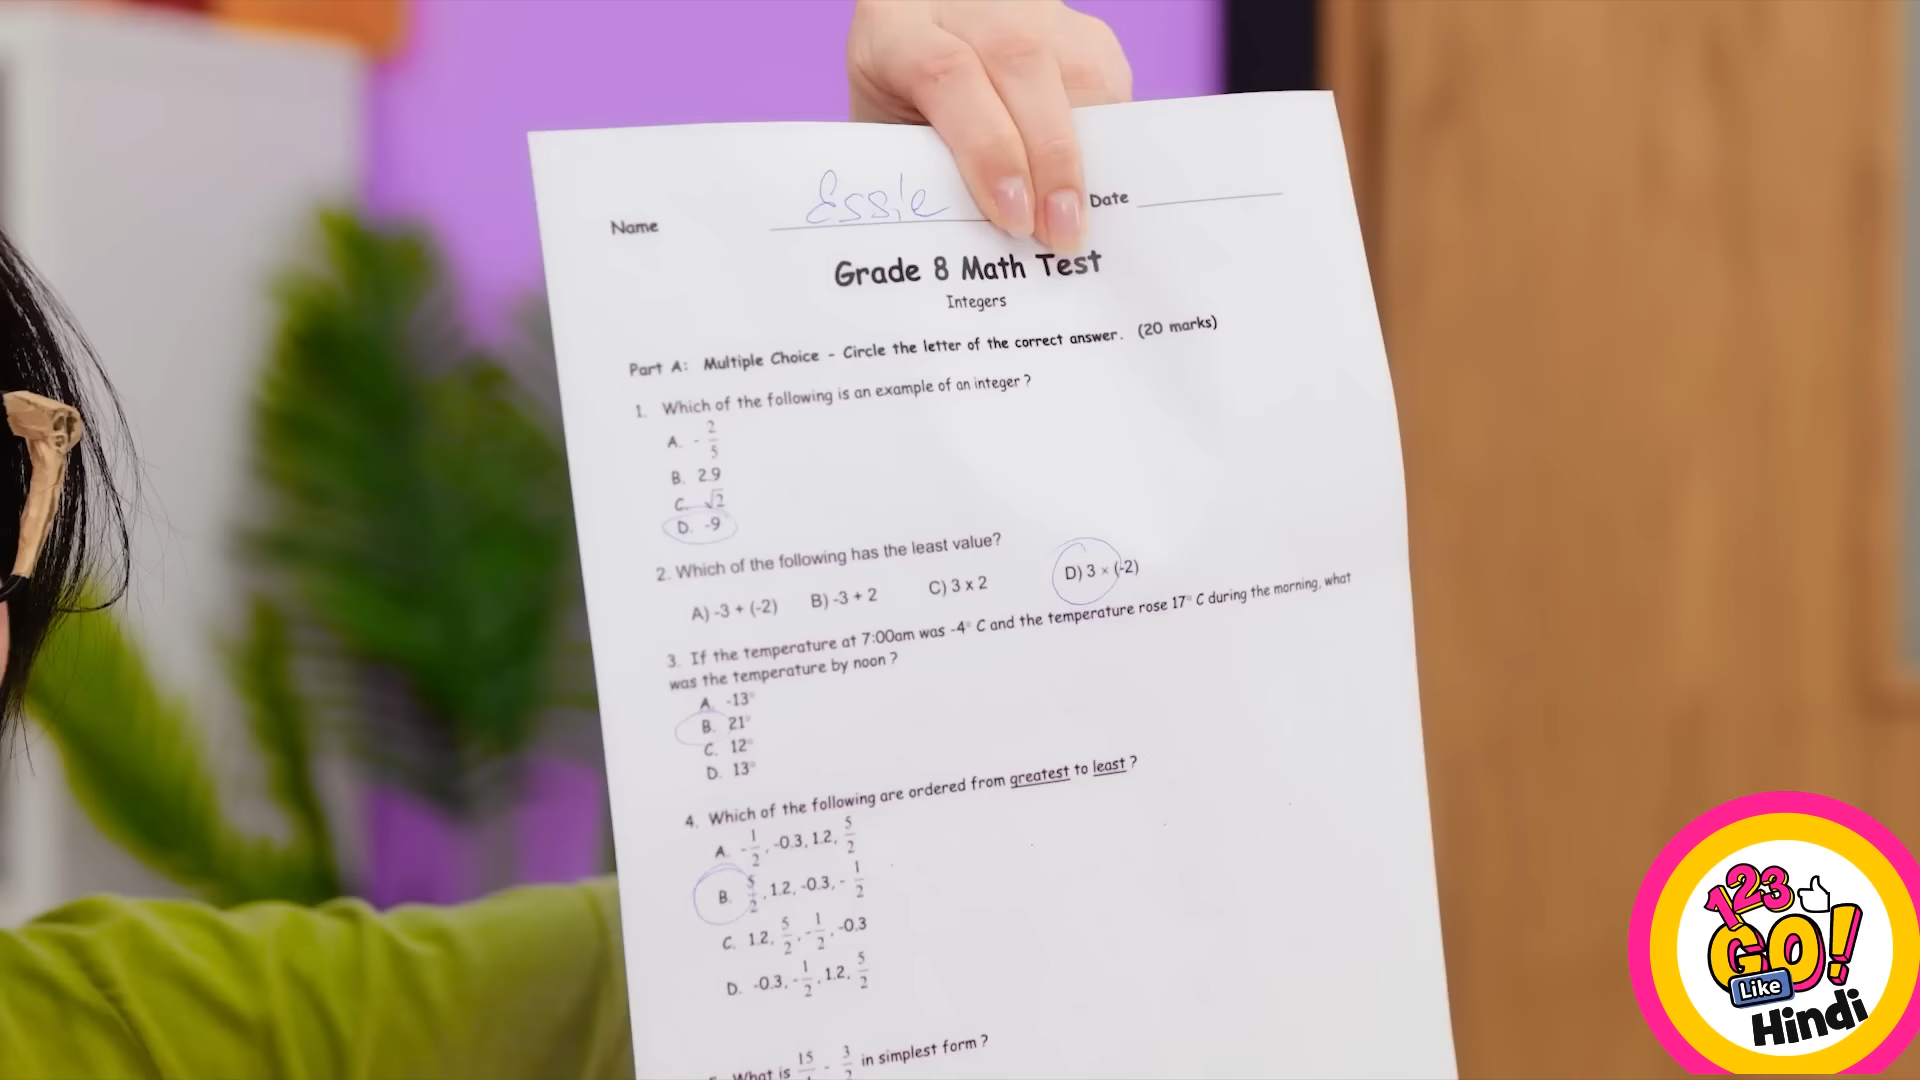 Name Essie Date
Grade 8 Math Test
Integers
Part A: Multiple Choice - Circle the letter of the correct answer. (20 marks)
1. Which of the following is an example of an integer ?
A. - 2/5
B. 2.9
C. √2
D. -9
2. Which of the following has the least value?
A) -3 + (-2) B) -3 + 2 C) 3 x 2 D) 3 × (-2)
3. If the temperature at 7:00am was -4° C and the temperature rose 17° C during the morning, what
was the temperature by noon ?
A. -13°
B. 21°
C. 12°
D. 13°
4. Which of the following are ordered from greatest to least ?
A. -1/2, -0.3, 1.2, 5/2
B. 5/2, 1.2, -0.3, -1/2
C. 1.2, 5/2, -1/2, -0.3
D. -0.3, -1/2, 1.2, 5/2
What is 15 - 3/2 in simplest form ?
123
GO!
Like
Hindi